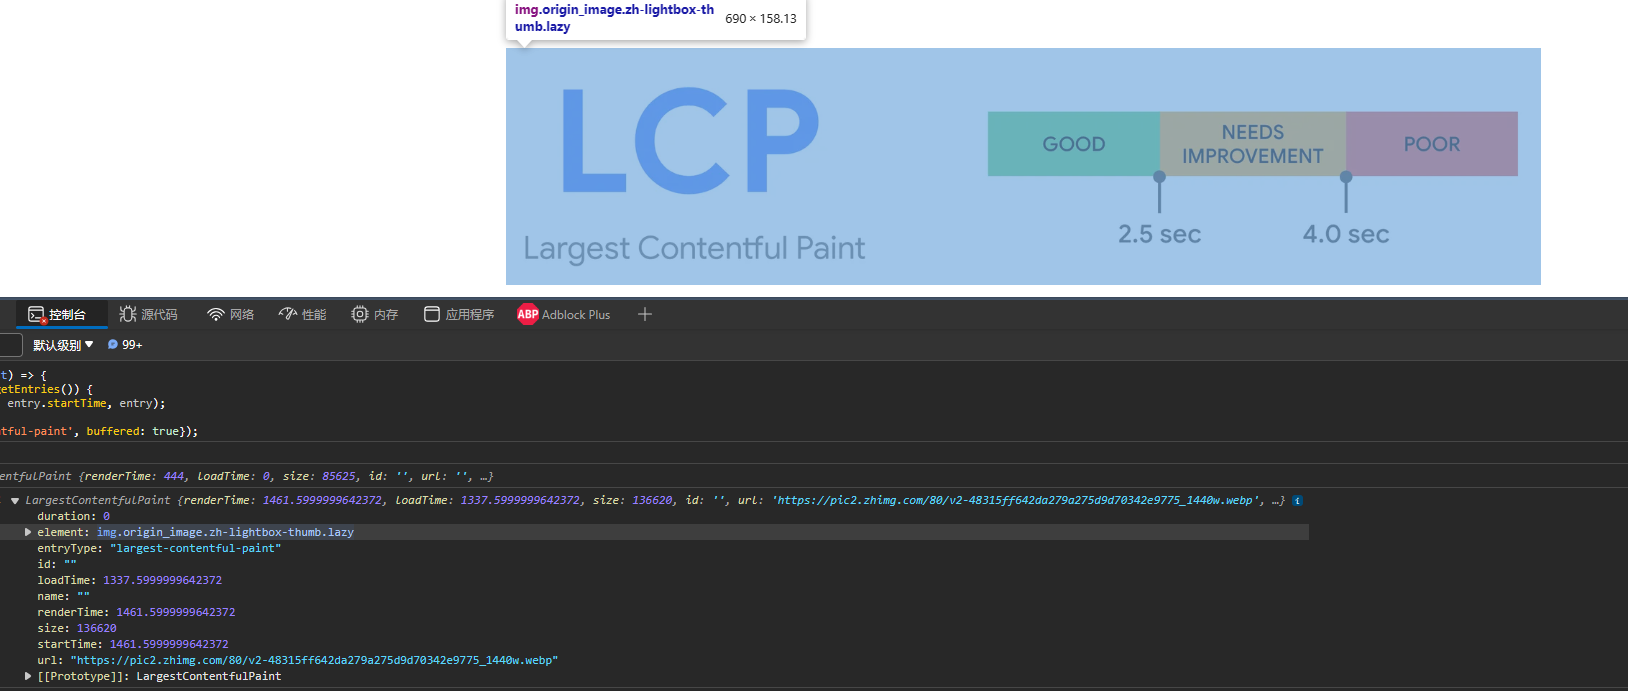 img.origin_image.zh-lightbox-th
umb.lazy
690 × 158.13
LCP
Largest Contentful Paint
GOOD
NEEDS
IMPROVEMENT
POOR
2.5 sec
4.0 sec
控制台 源代码 网络 性能 内存 应用程序 ABP Adblock Plus
默认级别 99+
t) => {
etEntries()) {
entry.startTime, entry);
tful-paint', buffered: true});
entfulPaint {renderTime: 444, loadTime: 0, size: 85625, id: '', url: '', …}
LargestContentfulPaint {renderTime: 1461.5999999642372, loadTime: 1337.5999999642372, size: 136620, id: '', url: 'https://pic2.zhimg.com/80/v2-48315ff642da279a275d9d70342e9775_1440w.webp', …} i
duration: 0
element: img.origin_image.zh-lightbox-thumb.lazy
entryType: "largest-contentful-paint"
id: ""
loadTime: 1337.5999999642372
name: ""
renderTime: 1461.5999999642372
size: 136620
startTime: 1461.5999999642372
url: "https://pic2.zhimg.com/80/v2-48315ff642da279a275d9d70342e9775_1440w.webp"
[[Prototype]]: LargestContentfulPaint